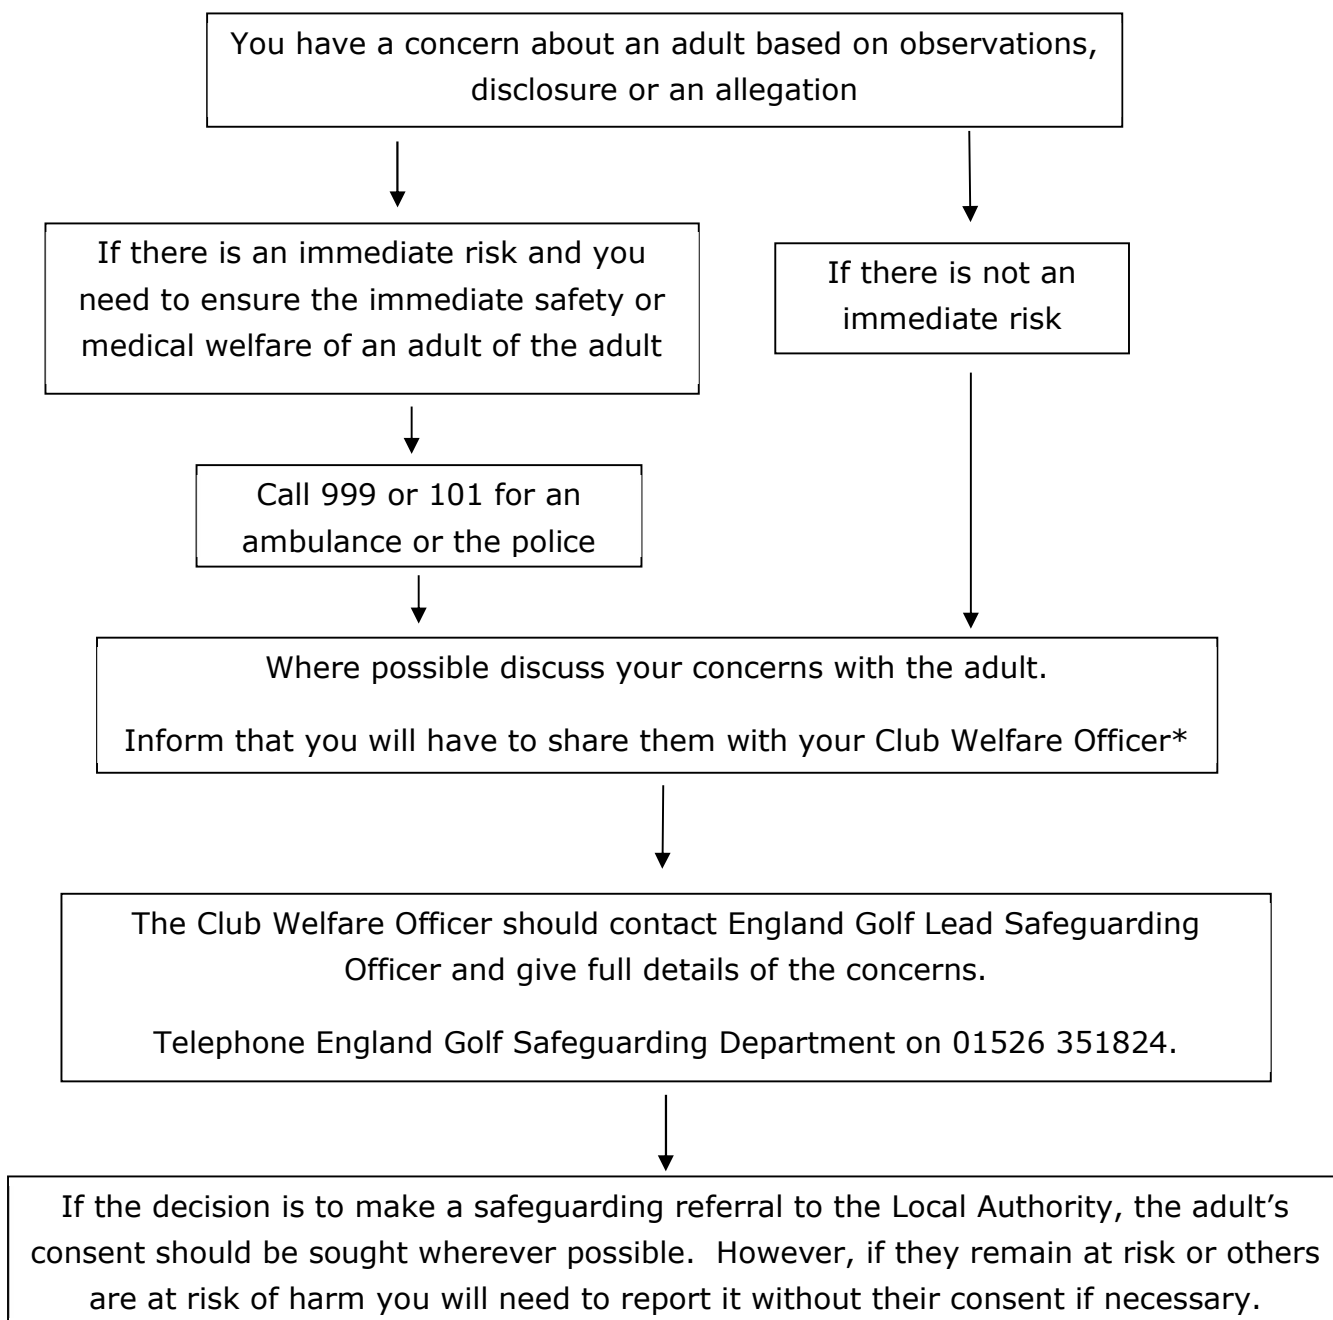 You have a concern about an adult based on observations,
disclosure or an allegation
If there is an immediate risk and you
need to ensure the immediate safety or
medical welfare of an adult of the adult
If there is not an
immediate risk
Call 999 or 101 for an
ambulance or the police
Where possible discuss your concerns with the adult.
Inform that you will have to share them with your Club Welfare Officer*
The Club Welfare Officer should contact England Golf Lead Safeguarding
Officer and give full details of the concerns.
Telephone England Golf Safeguarding Department on 01526 351824.
If the decision is to make a safeguarding referral to the Local Authority, the adult’s
consent should be sought wherever possible.  However, if they remain at risk or others
are at risk of harm you will need to report it without their consent if necessary.